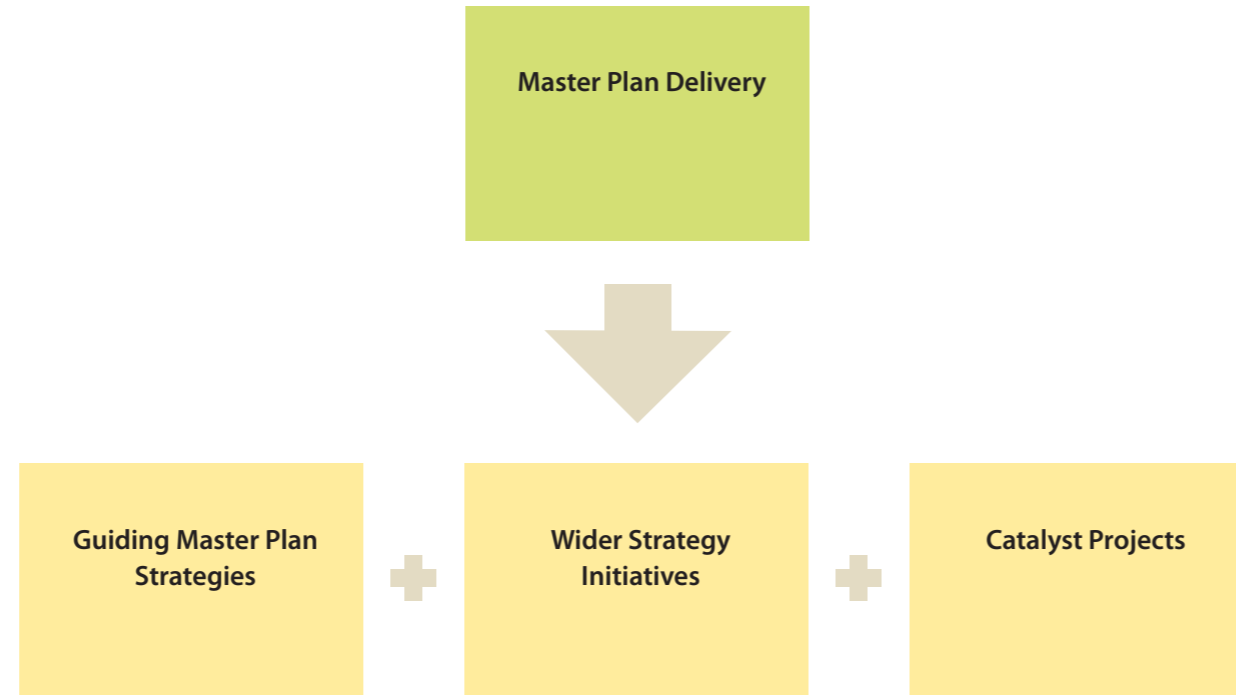 Master Plan Delivery
Guiding Master Plan
Strategies
Wider Strategy
Initiatives
Catalyst Projects